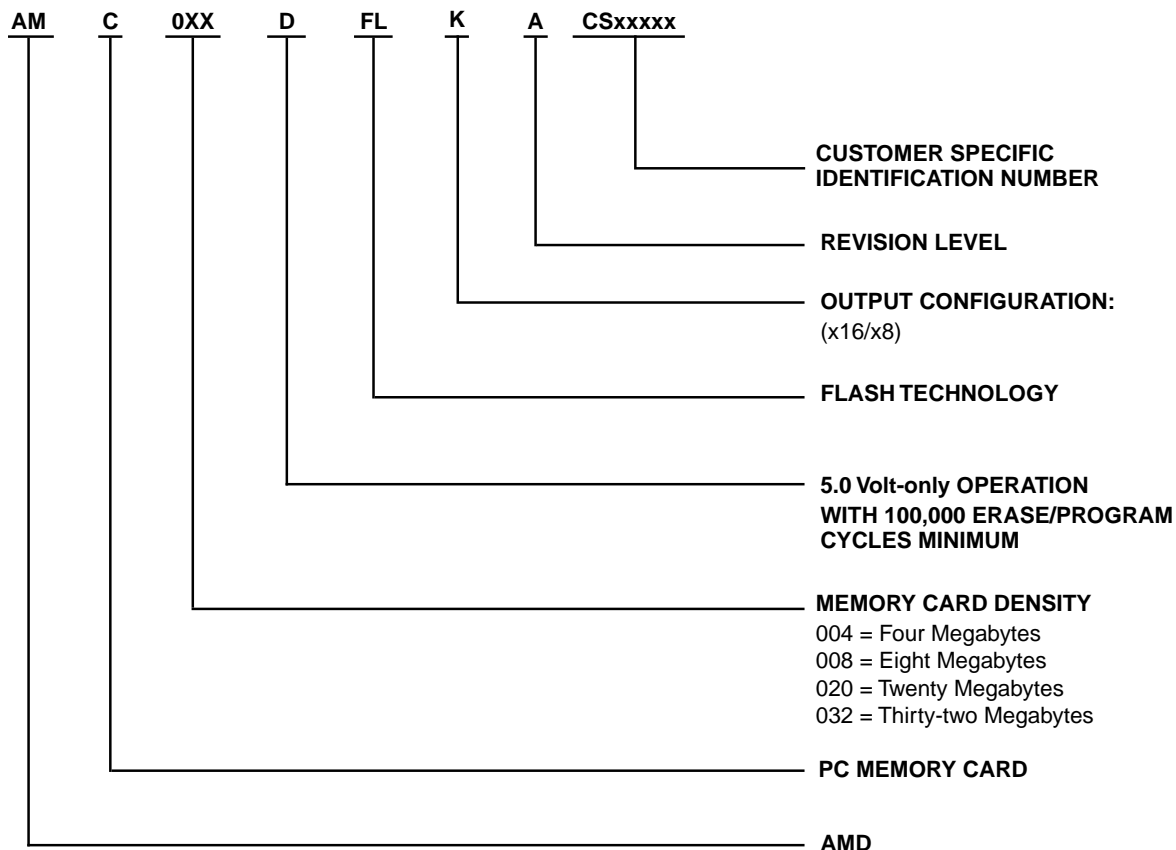 AM C 0XX D FL K A CSxxxxx
CUSTOMER SPECIFIC
IDENTIFICATION NUMBER
REVISION LEVEL
OUTPUT CONFIGURATION:
(x16/x8)
FLASH TECHNOLOGY
5.0 Volt-only OPERATION
WITH 100,000 ERASE/PROGRAM
CYCLES MINIMUM
MEMORY CARD DENSITY
004 = Four Megabytes
008 = Eight Megabytes
020 = Twenty Megabytes
032 = Thirty-two Megabytes
PC MEMORY CARD
AMD